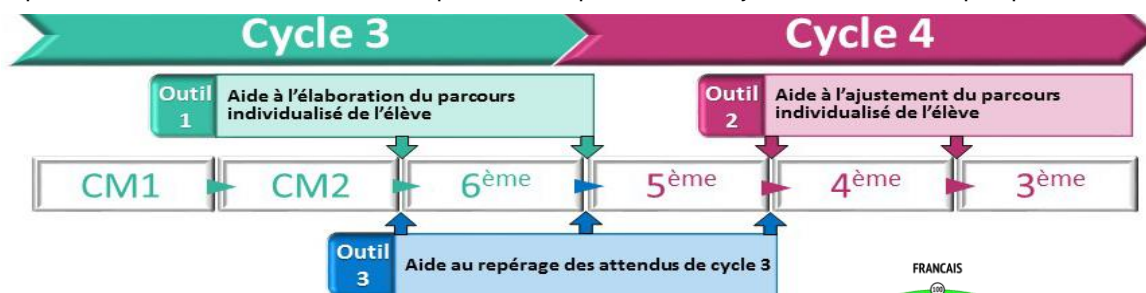 Cycle 3
Cycle 4
Outil 1
Aide à l'élaboration du parcours
individualisé de l'élève
Outil 2
Aide à l'ajustement du parcours
individualisé de l'élève
CM1
CM2
6ème
5ème
4ème
3ème
Outil 3
Aide au repérage des attendus de cycle 3
FRANCAIS
100